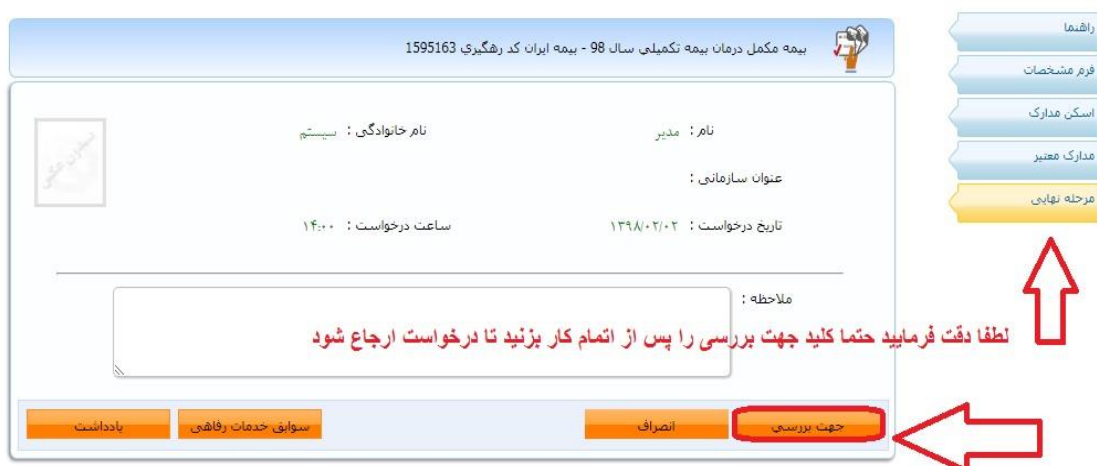 راهنما
فرم مشخصات
اسکن مدارک
مدارک معتبر
مرحله نهایی
بیمه مکمل درمان بیمه تکمیلی سال 98 - بیمه ایران کد رهگیری 1595163
نام : مدیر نام خانوادگی : سیستم
عنوان سازمانی :
تاریخ درخواست : ۱۳۹۸/۰۲/۰۲ ساعت درخواست : ۱۴:۰۰
ملاحظه :
لطفا دقت فرمایید حتما کلید جهت بررسی را پس از اتمام کار بزنید تا درخواست ارجاع شود
جهت بررسی انصراف سوابق خدمات رفاهی یادداشت